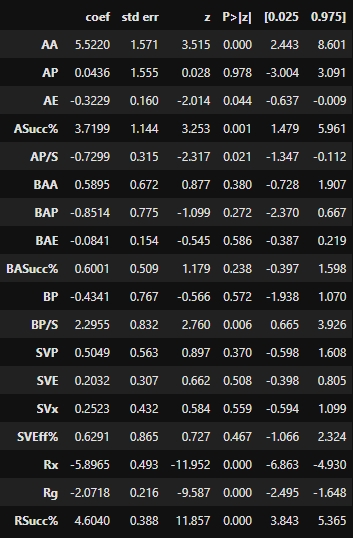 coef std err z P>|z| [0.025 0.975]
AA 5.5220 1.571 3.515 0.000 2.443 8.601
AP 0.0436 1.555 0.028 0.978 -3.004 3.091
AE -0.3229 0.160 -2.014 0.044 -0.637 -0.009
ASucc% 3.7199 1.144 3.253 0.001 1.479 5.961
AP/S -0.7299 0.315 -2.317 0.021 -1.347 -0.112
BAA 0.5895 0.672 0.877 0.380 -0.728 1.907
BAP -0.8514 0.775 -1.099 0.272 -2.370 0.667
BAE -0.0841 0.154 -0.545 0.586 -0.387 0.219
BASucc% 0.6001 0.509 1.179 0.238 -0.397 1.598
BP -0.4341 0.767 -0.566 0.572 -1.938 1.070
BP/S 2.2955 0.832 2.760 0.006 0.665 3.926
SVP 0.5049 0.563 0.897 0.370 -0.598 1.608
SVE 0.2032 0.307 0.662 0.508 -0.398 0.805
SVx 0.2523 0.432 0.584 0.559 -0.594 1.099
SVEff% 0.6291 0.865 0.727 0.467 -1.066 2.324
Rx -5.8965 0.493 -11.952 0.000 -6.863 -4.930
Rg -2.0718 0.216 -9.587 0.000 -2.495 -1.648
RSucc% 4.6040 0.388 11.857 0.000 3.843 5.365